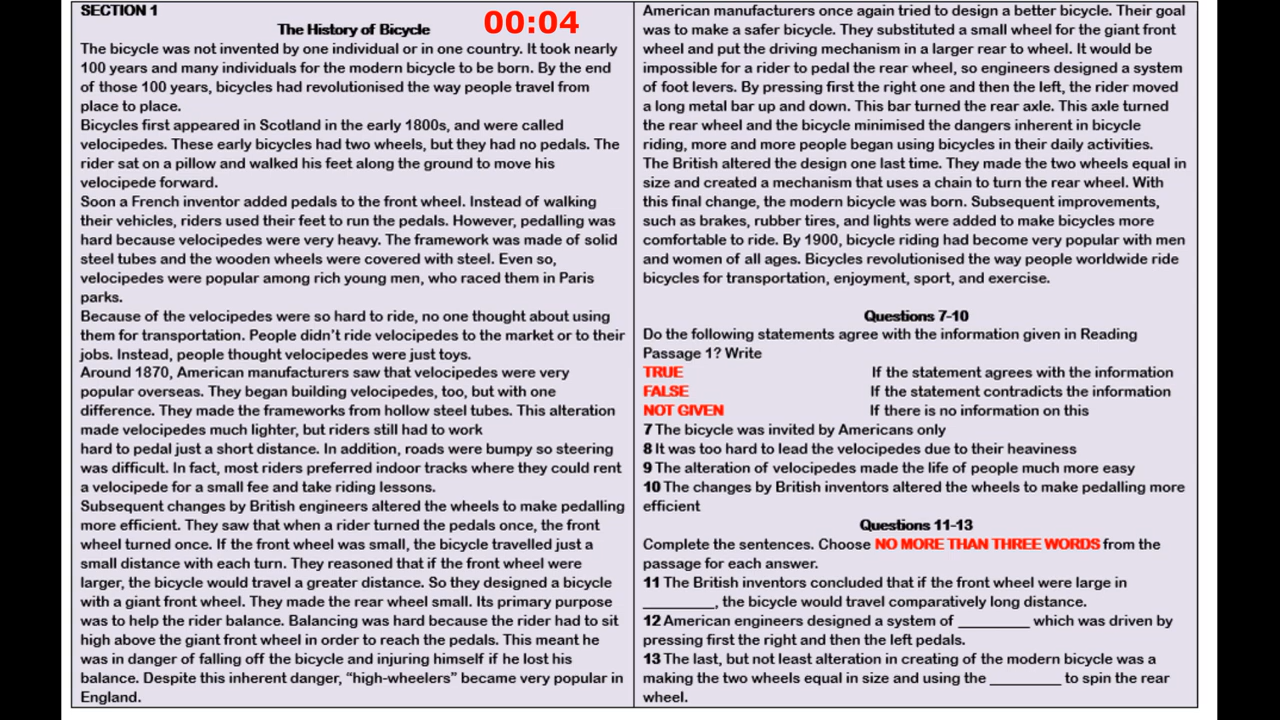 SECTION 1
The History of Bicycle
00:04
The bicycle was not invented by one individual or in one country. It took nearly
100 years and many individuals for the modern bicycle to be born. By the end
of those 100 years, bicycles had revolutionised the way people travel from
place to place.
Bicycles first appeared in Scotland in the early 1800s, and were called
velocipedes. These early bicycles had two wheels, but they had no pedals. The
rider sat on a pillow and walked his feet along the ground to move his
velocipede forward.
Soon a French inventor added pedals to the front wheel. Instead of walking
their vehicles, riders used their feet to run the pedals. However, pedalling was
hard because velocipedes were very heavy. The framework was made of solid
steel tubes and the wooden wheels were covered with steel. Even so,
velocipedes were popular among rich young men, who raced them in Paris
parks.
Because of the velocipedes were so hard to ride, no one thought about using
them for transportation. People didn't ride velocipedes to the market or to their
jobs. Instead, people thought velocipedes were just toys.
Around 1870, American manufacturers saw that velocipedes were very
popular overseas. They began building velocipedes, too, but with one
difference. They made the frameworks from hollow steel tubes. This alteration
made velocipedes much lighter, but riders still had to work
hard to pedal just a short distance. In addition, roads were bumpy so steering
was difficult. In fact, most riders preferred indoor tracks where they could rent
a velocipede for a small fee and take riding lessons.
Subsequent changes by British engineers altered the wheels to make pedalling
more efficient. They saw that when a rider turned the pedals once, the front
wheel turned once. If the front wheel was small, the bicycle travelled just a
small distance with each turn. They reasoned that if the front wheel were
larger, the bicycle would travel a greater distance. So they designed a bicycle
with a giant front wheel. They made the rear wheel small. Its primary purpose
was to help the rider balance. Balancing was hard because the rider had to sit
high above the giant front wheel in order to reach the pedals. This meant he
was in danger of falling off the bicycle and injuring himself if he lost his
balance. Despite this inherent danger, “high-wheelers” became very popular in
England.
American manufacturers once again tried to design a better bicycle. Their goal
was to make a safer bicycle. They substituted a small wheel for the giant front
wheel and put the driving mechanism in a larger rear to wheel. It would be
impossible for a rider to pedal the rear wheel, so engineers designed a system
of foot levers. By pressing first the right one and then the left, the rider moved
a long metal bar up and down. This bar turned the rear axle. This axle turned
the rear wheel and the bicycle minimised the dangers inherent in bicycle
riding, more and more people began using bicycles in their daily activities.
The British altered the design one last time. They made the two wheels equal in
size and created a mechanism that uses a chain to turn the rear wheel. With
this final change, the modern bicycle was born. Subsequent improvements,
such as brakes, rubber tires, and lights were added to make bicycles more
comfortable to ride. By 1900, bicycle riding had become very popular with men
and women of all ages. Bicycles revolutionised the way people worldwide ride
bicycles for transportation, enjoyment, sport, and exercise.
Questions 7-10
Do the following statements agree with the information given in Reading
Passage 1? Write
TRUE If the statement agrees with the information
FALSE If the statement contradicts the information
NOT GIVEN If there is no information on this
7 The bicycle was invited by Americans only
8 It was too hard to lead the velocipedes due to their heaviness
9 The alteration of velocipedes made the life of people much more easy
10 The changes by British inventors altered the wheels to make pedalling more
efficient
Questions 11-13
Complete the sentences. Choose NO MORE THAN THREE WORDS from the
passage for each answer.
11 The British inventors concluded that if the front wheel were large in
_________, the bicycle would travel comparatively long distance.
12 American engineers designed a system of _________ which was driven by
pressing first the right and then the left pedals.
13 The last, but not least alteration in creating of the modern bicycle was a
making the two wheels equal in size and using the _________ to spin the rear
wheel.